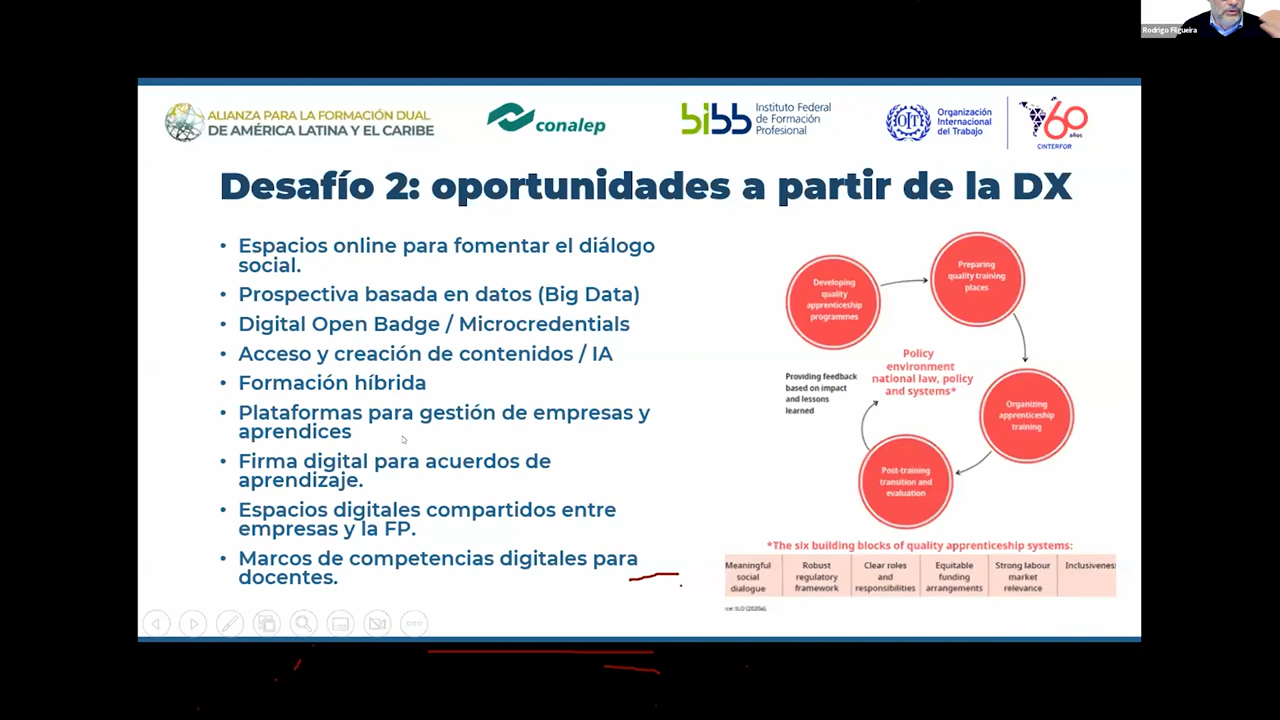 Rodrigo Filgueira
ALIANZA PARA LA FORMACIÓN DUAL
DE AMÉRICA LATINA Y EL CARIBE
conalep
bibb
Instituto Federal
de Formación
Profesional
OIT
Organización
Internacional
del Trabajo
60
años
CINTERFOR
Desafío 2: oportunidades a partir de la DX
• Espacios online para fomentar el diálogo
social.
• Prospectiva basada en datos (Big Data)
• Digital Open Badge / Microcredentials
• Acceso y creación de contenidos / IA
• Formación híbrida
• Plataformas para gestión de empresas y
aprendices
• Firma digital para acuerdos de
aprendizaje.
• Espacios digitales compartidos entre
empresas y la FP.
• Marcos de competencias digitales para
docentes.
Developing
quality
apprenticeship
programmes
Preparing
quality training
places
Organizing
apprenticeship
training
Post-training
transition and
evaluation
Providing feedback
based on impact
and lessons
learned
Policy
environment
national law, policy
and systems*
*The six building blocks of quality apprenticeship systems:
Meaningful
social
dialogue
Robust
regulatory
framework
Clear roles
and
responsibilities
Equitable
funding
arrangements
Strong labour
market
relevance
Inclusiveness
rce: ILO (2020a).